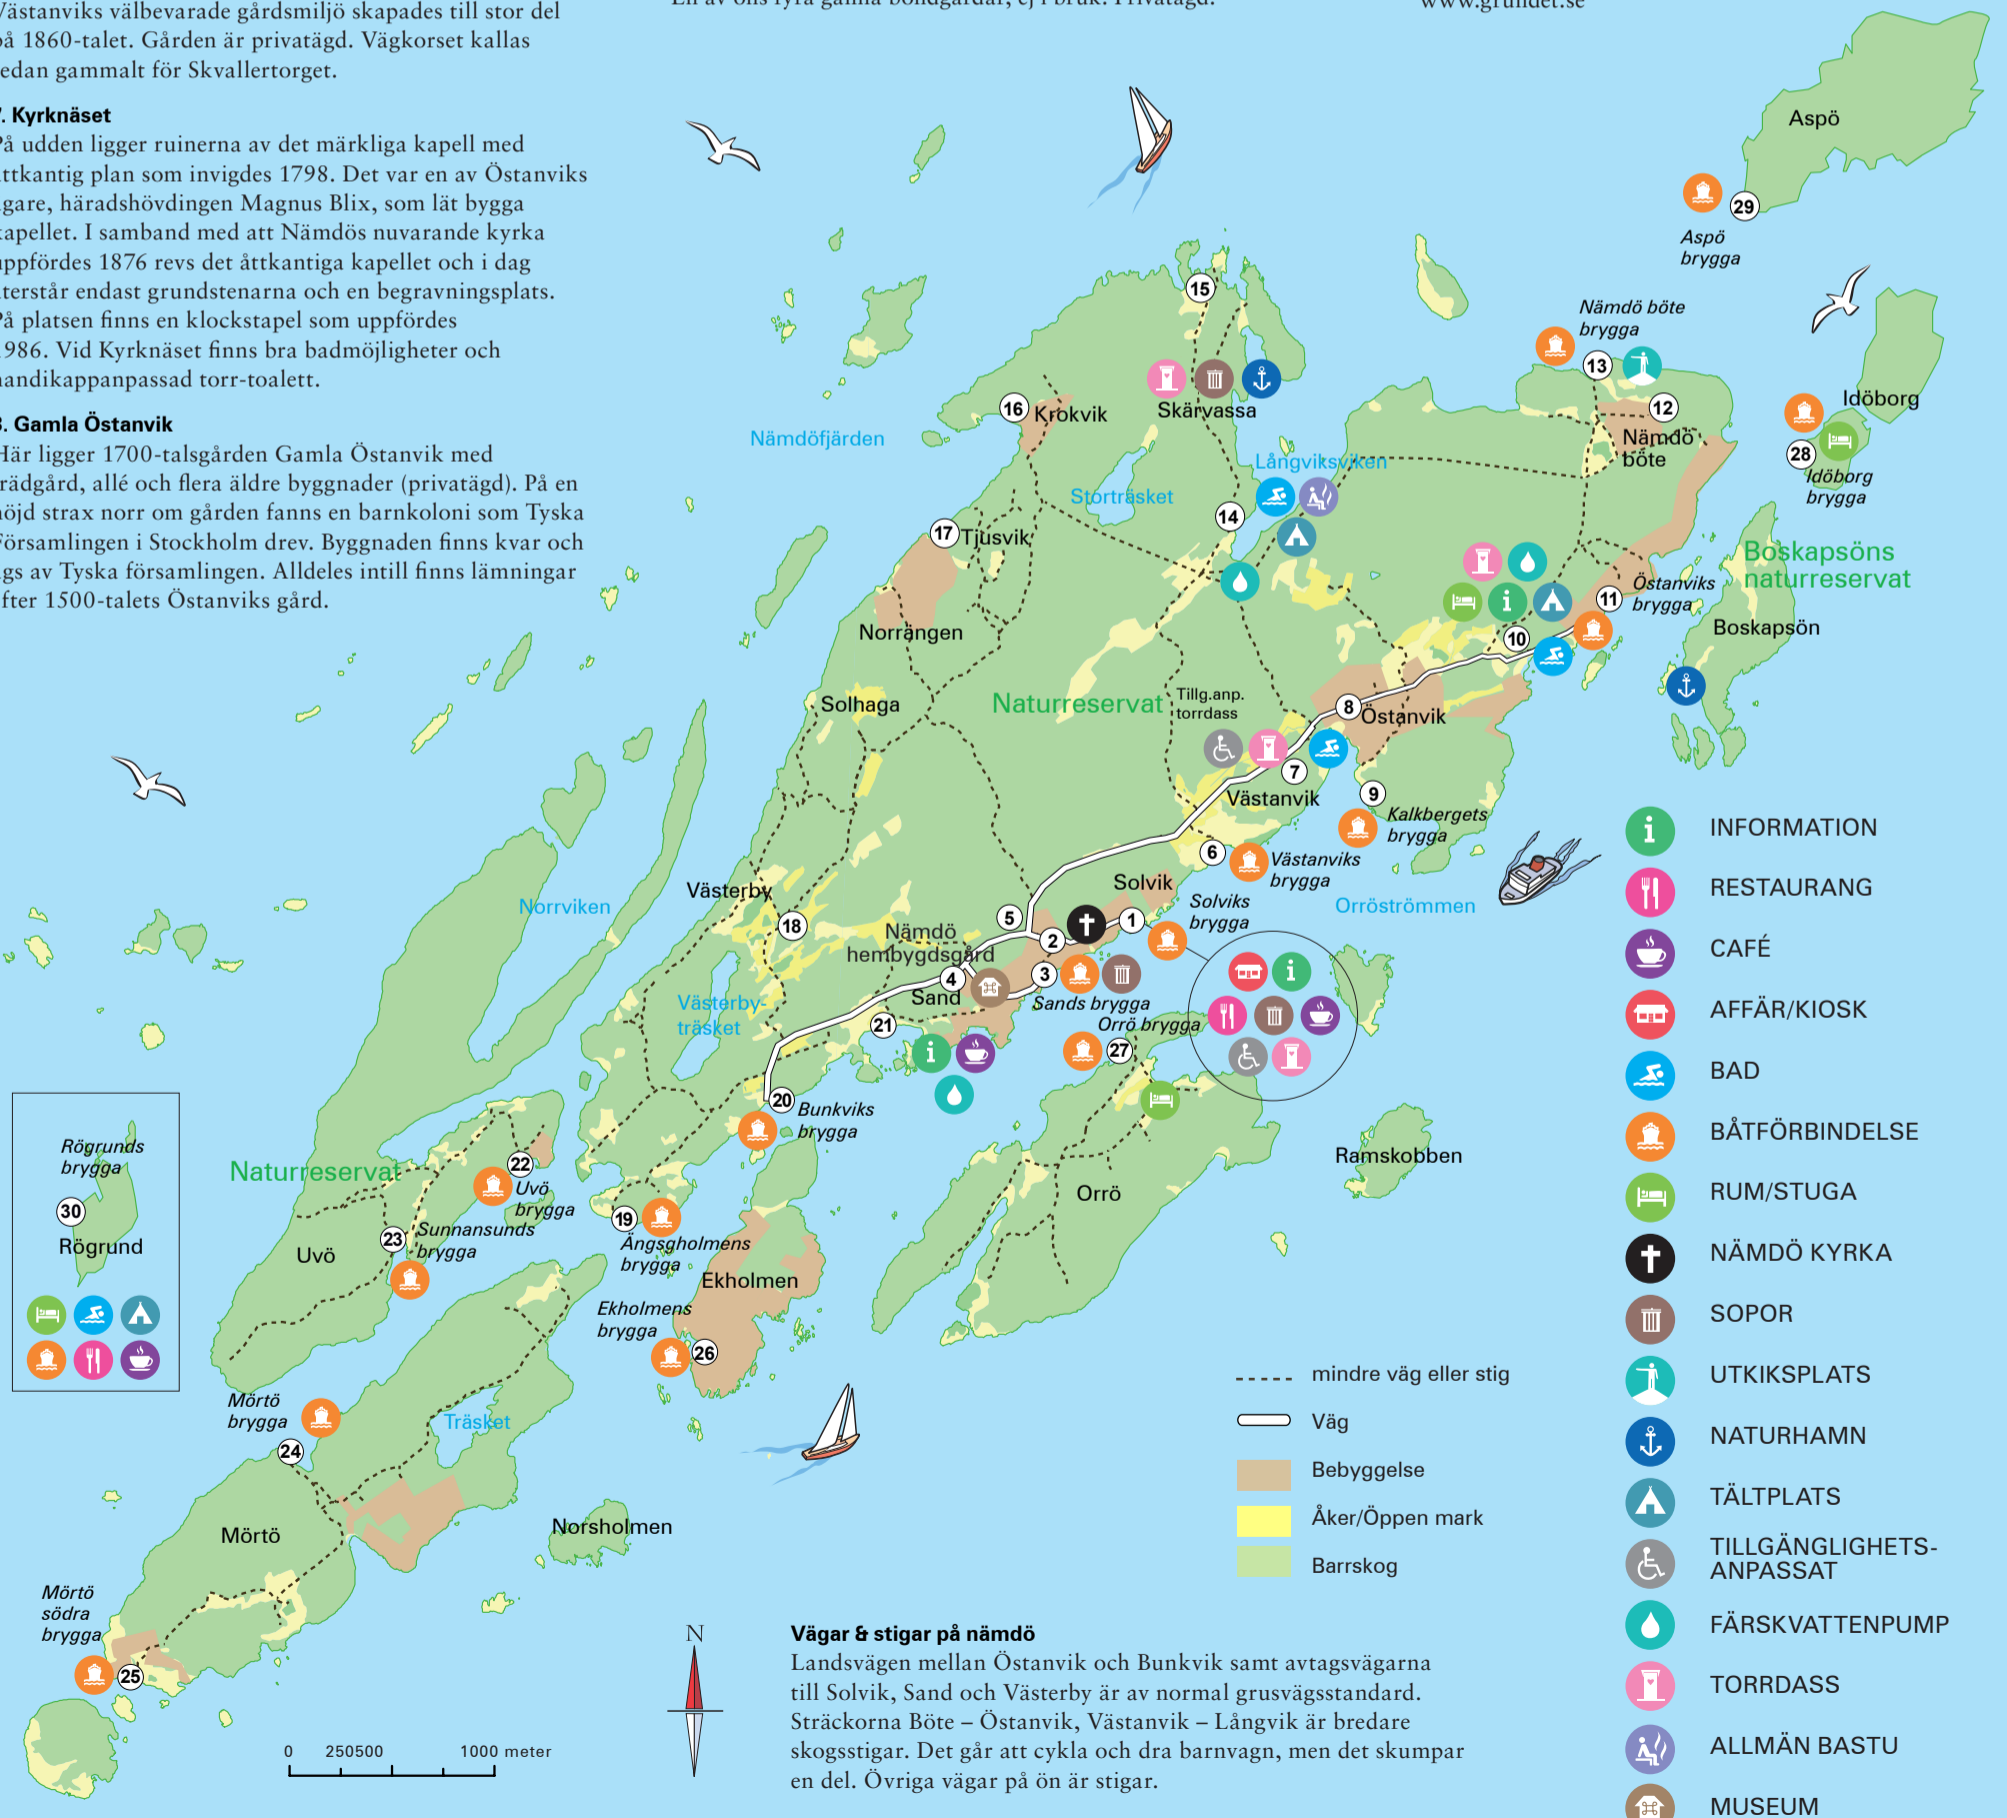 Västanviks välbevarade gårdsmiljö skapades till stor del
på 1860-talet. Gården är privatägd. Vägkorset kallas
sedan gammalt för Skvallertorget.
7. Kyrknäset
På udden ligger ruinerna av det märkliga kapell med
åttkantig plan som invigdes 1798. Det var en av Östanviks
ägare, häradshövdingen Magnus Blix, som lät bygga
kapellet. I samband med att Nämdös nuvarande kyrka
uppfördes 1876 revs det åttkantiga kapellet och i dag
återstår endast grundstenarna och en begravningsplats.
På platsen finns en klockstapel som uppfördes
1986. Vid Kyrknäset finns bra badmöjligheter och
handikappanpassad torr-toalett.
8. Gamla Östanvik
Här ligger 1700-talsgården Gamla Östanvik med
trädgård, allé och flera äldre byggnader (privatägd). På en
höjd strax norr om gården fanns en barnkoloni som Tyska
Församlingen i Stockholm drev. Byggnaden finns kvar och
ägs av Tyska församlingen. Alldeles intill finns lämningar
efter 1500-talets Östanviks gård.
En av öns fyra gamla bondgårdar, ej i bruk. Privatägd.
www.grundet.se
Aspö
29
Aspö
brygga
Nämdö böte
brygga
13
12
Nämdö
böte
Idöborg
28
Idöborg
brygga
15
Skärvassa
16
Krokvik
Nämdöfjärden
Storträsket
Långviksviken
14
17
Tjusvik
Norrängen
Boskapsöns
naturreservat
Östanviks
brygga
11
10
Boskapsön
Solhaga
Naturreservat
Tillg.anp.
torrdass
8
Östanvik
7
Västanvik
9
Kalkbergets
brygga
6
Västanviks
brygga
Västerby
18
Norrviken
Solvik
Solviks
brygga
Orröströmmen
5
1
2
Nämdö
hembygdsgård
3
4
Sand
Sands brygga
Västerby-
träsket
21
Orrö brygga
27
20
Bunkviks
brygga
Ramskobben
Orrö
Rögrunds
brygga
30
Rögrund
Naturreservat
22
Uvö
brygga
23
Sunnansunds
brygga
Uvö
19
Ängsgholmens
brygga
Ekholmen
Ekholmens
brygga
26
Mörtö
brygga
24
Träsket
Mörtö
Norsholmen
Mörtö
södra
brygga
25
0 250500 1000 meter
N
mindre väg eller stig
Väg
Bebyggelse
Åker/Öppen mark
Barrskog
Vägar & stigar på nämdö
Landsvägen mellan Östanvik och Bunkvik samt avtagsvägarna
till Solvik, Sand och Västerby är av normal grusvägsstandard.
Sträckorna Böte – Östanvik, Västanvik – Långvik är bredare
skogsstigar. Det går att cykla och dra barnvagn, men det skumpar
en del. Övriga vägar på ön är stigar.
INFORMATION
RESTAURANG
CAFÉ
AFFÄR/KIOSK
BAD
BÅTFÖRBINDELSE
RUM/STUGA
NÄMDÖ KYRKA
SOPOR
UTKIKSPLATS
NATURHAMN
TÄLTPLATS
TILLGÄNGLIGHETS-
ANPASSAT
FÄRSKVATTENPUMP
TORRDASS
ALLMÄN BASTU
MUSEUM